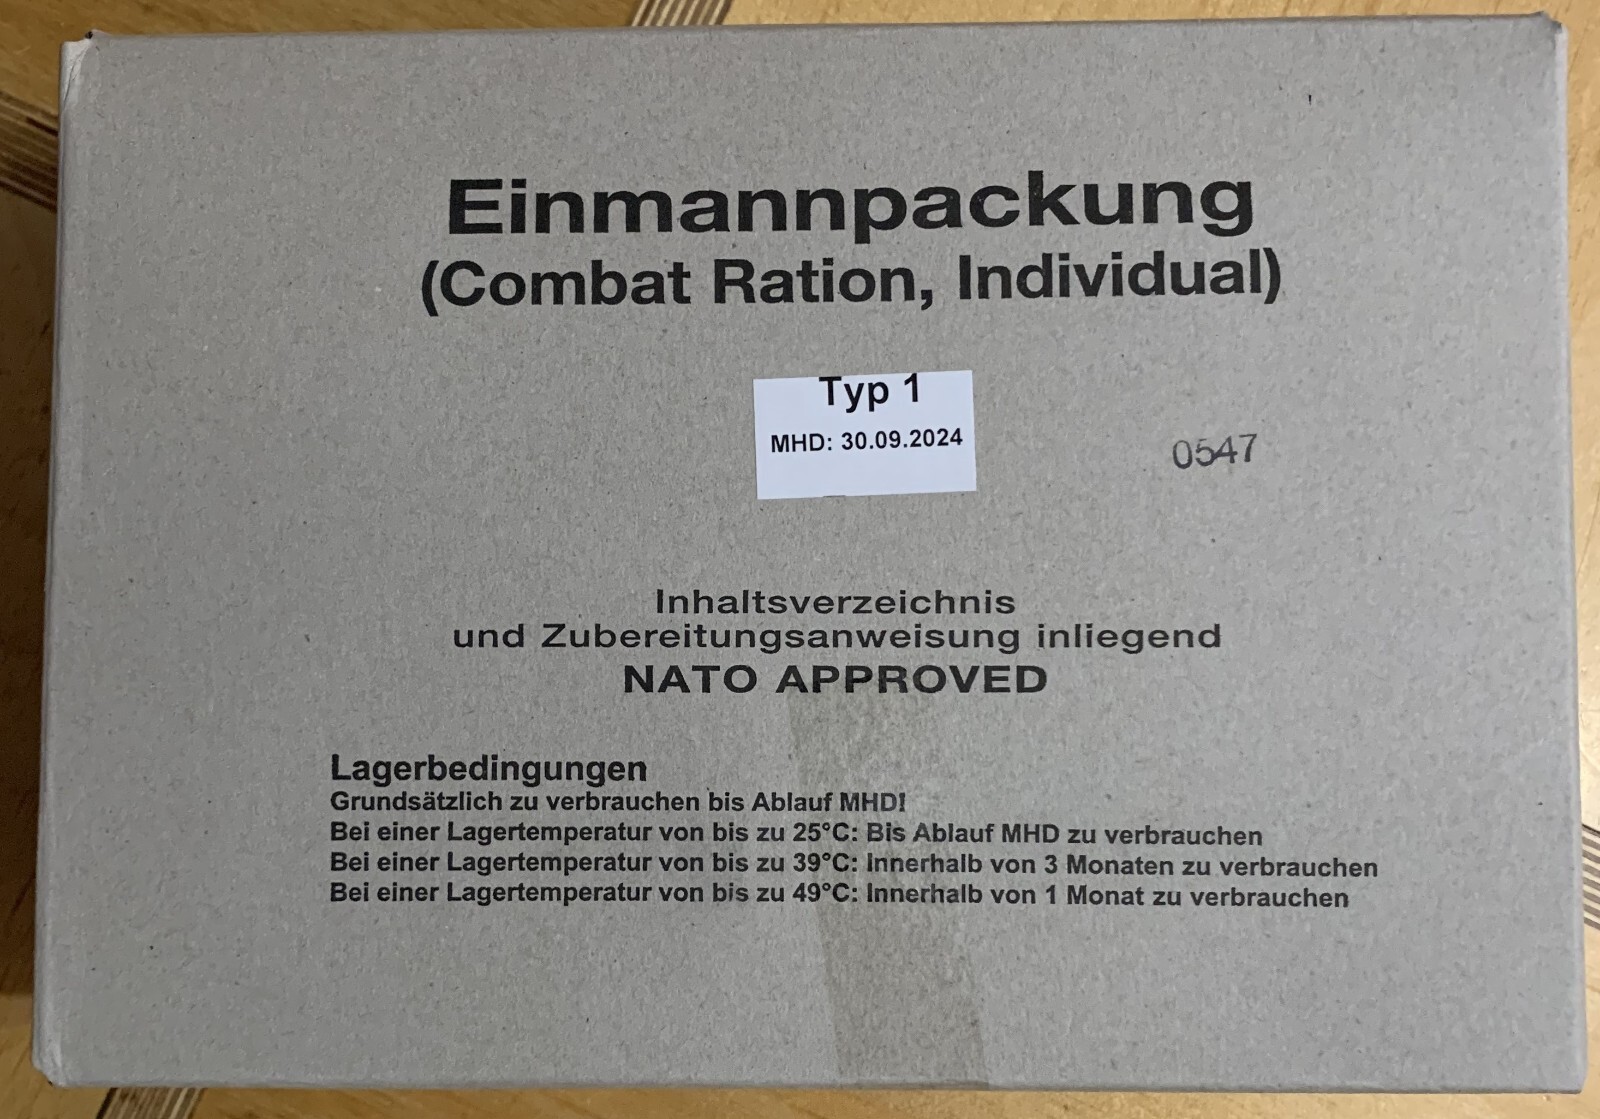 Einmannpackung
(Combat Ration, Individual)
Typ 1
MHD: 30.09.2024
0547
Inhaltsverzeichnis
und Zubereitungsanweisung inliegend
NATO APPROVED
Lagerbedingungen
Grundsätzlich zu verbrauchen bis Ablauf MHD!
Bei einer Lagertemperatur von bis zu 25°C: Bis Ablauf MHD zu verbrauchen
Bei einer Lagertemperatur von bis zu 39°C: Innerhalb von 3 Monaten zu verbrauchen
Bei einer Lagertemperatur von bis zu 49°C: Innerhalb von 1 Monat zu verbrauchen